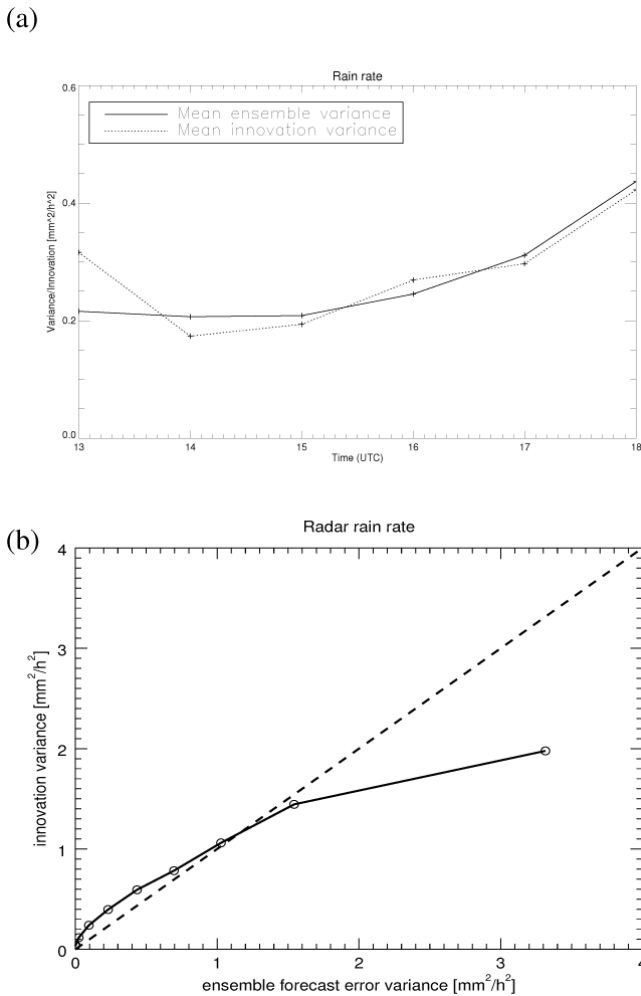 (a)
Rain rate
0.6
Mean ensemble variance
Mean innovation variance
0.4
Variance/Innovation [mm^2/h^2]
0.2
0.0
13 14 15 16 17 18
Time (UTC)
(b)
Radar rain rate
4
3
innovation variance [mm²/h²]
2
1
0
0 1 2 3 4
ensemble forecast error variance [mm²/h²]